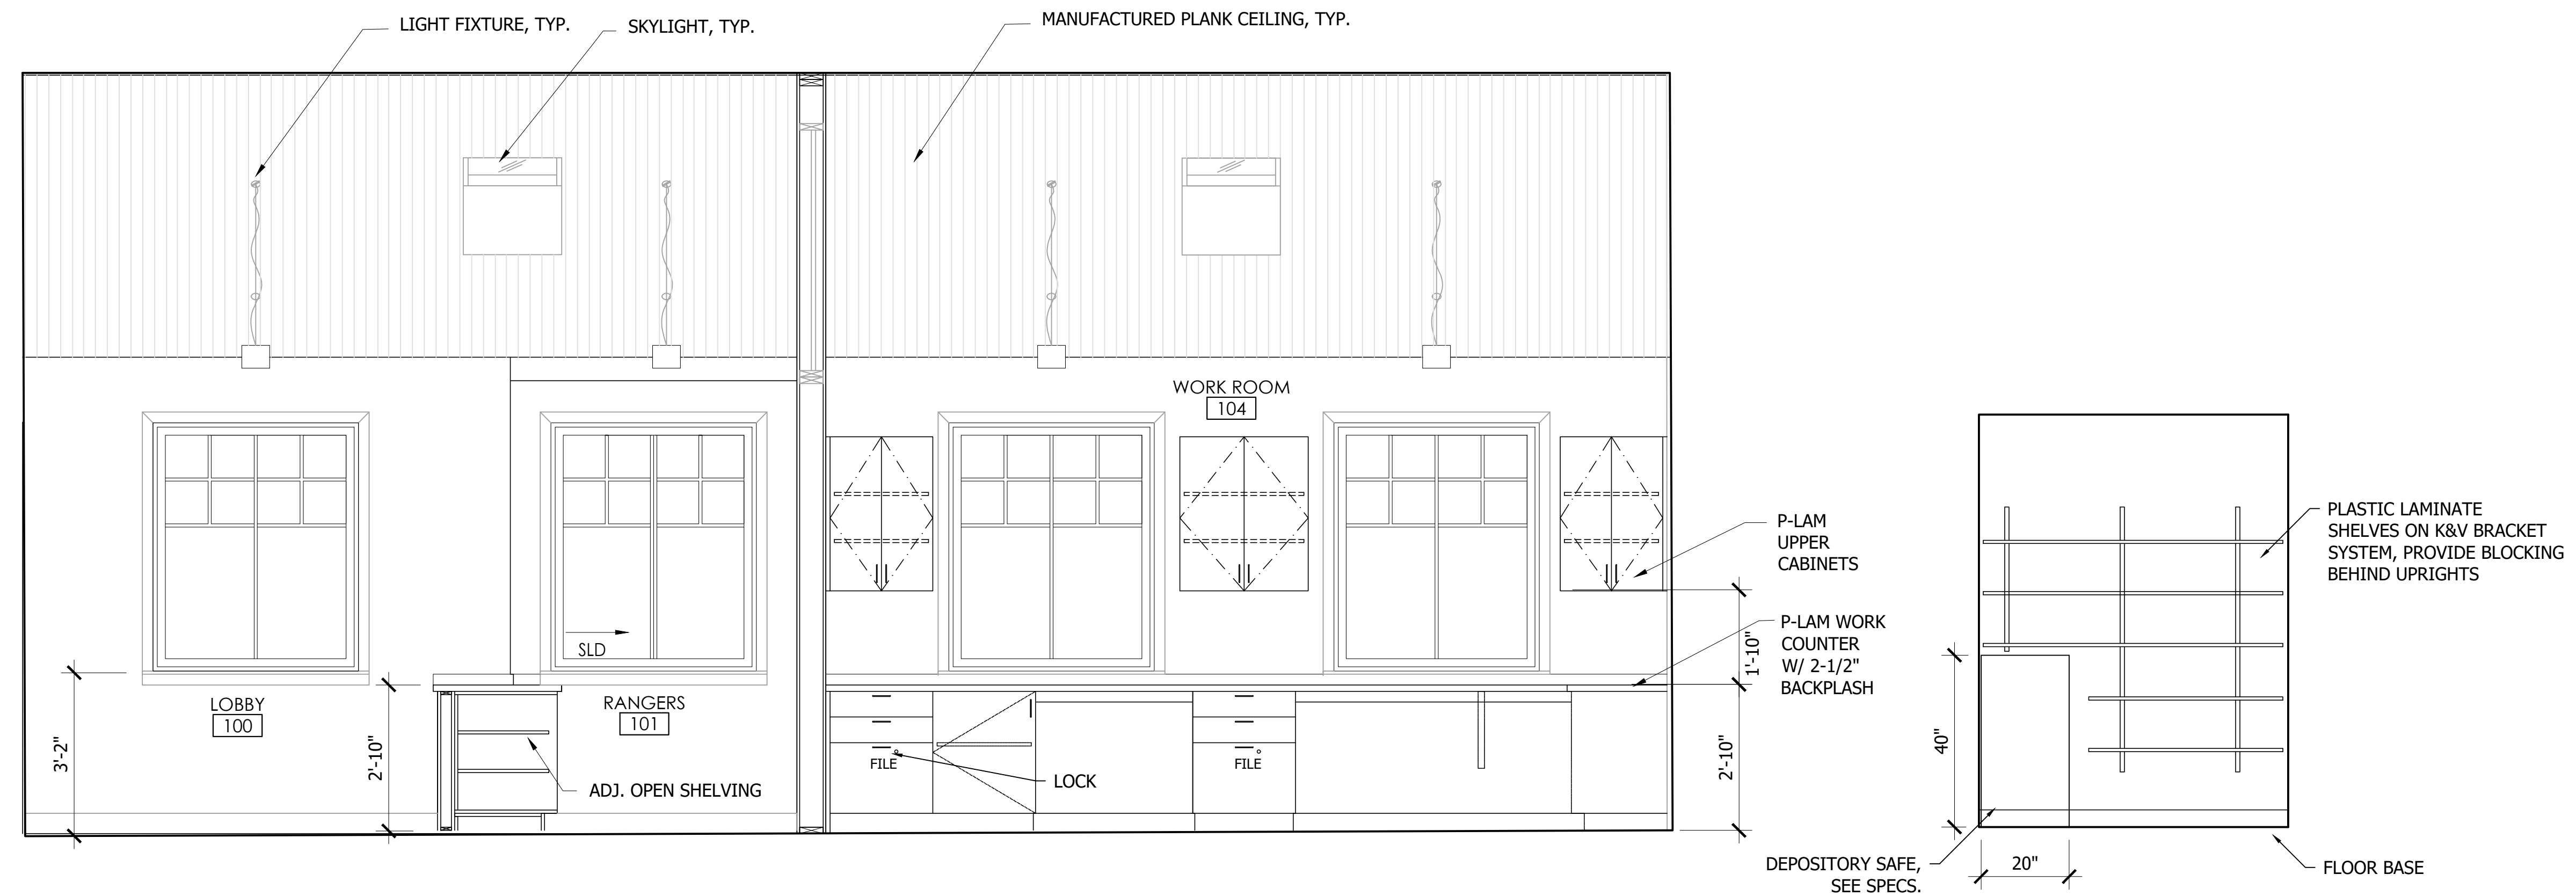 LIGHT FIXTURE, TYP.
SKYLIGHT, TYP.
MANUFACTURED PLANK CEILING, TYP.
WORK ROOM
104
P-LAM
UPPER
CABINETS
PLASTIC LAMINATE
SHELVES ON K&V BRACKET
SYSTEM, PROVIDE BLOCKING
BEHIND UPRIGHTS
SLD
1'-10"
P-LAM WORK
COUNTER
W/ 2-1/2"
BACKPLASH
LOBBY
100
RANGERS
101
3'-2"
2'-10"
FILE
FILE
2'-10"
40"
LOCK
ADJ. OPEN SHELVING
DEPOSITORY SAFE,
SEE SPECS.
20"
FLOOR BASE